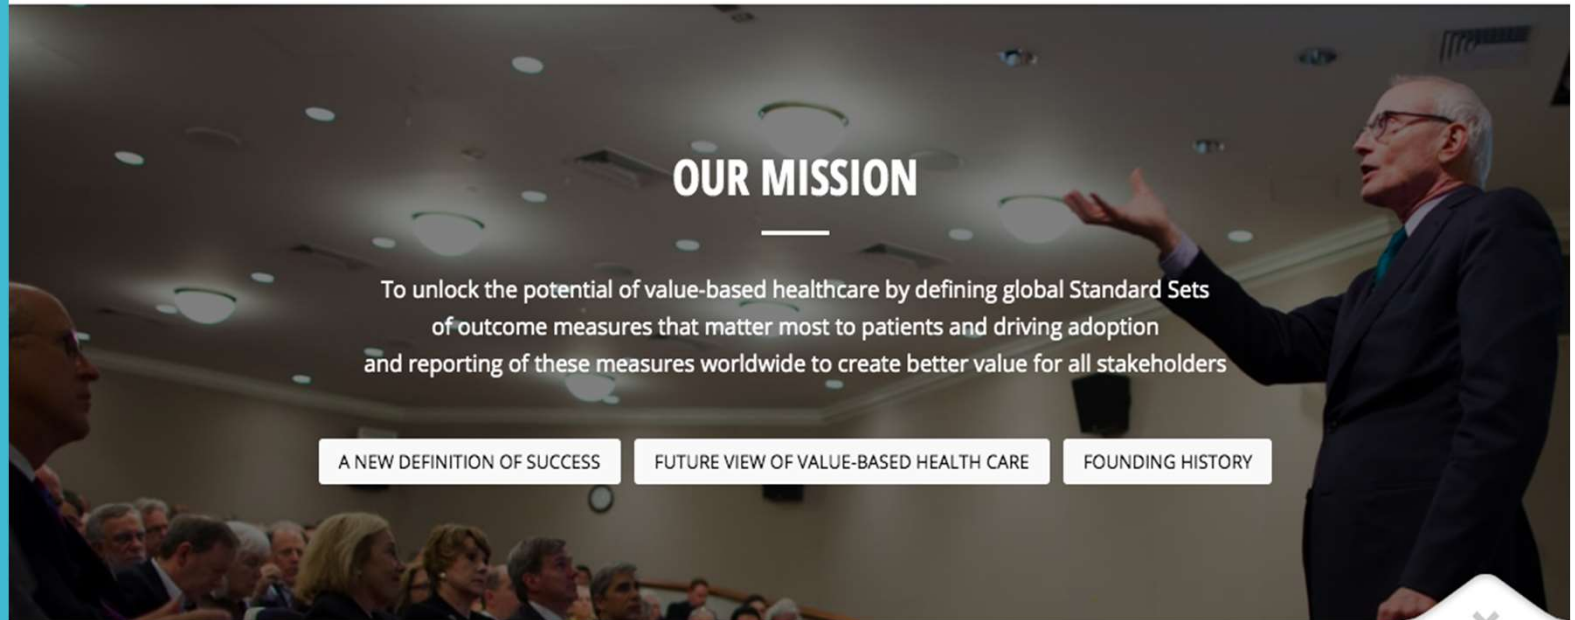 OUR MISSION
To unlock the potential of value-based healthcare by defining global Standard Sets
of outcome measures that matter most to patients and driving adoption
and reporting of these measures worldwide to create better value for all stakeholders
A NEW DEFINITION OF SUCCESS
FUTURE VIEW OF VALUE-BASED HEALTH CARE
FOUNDING HISTORY